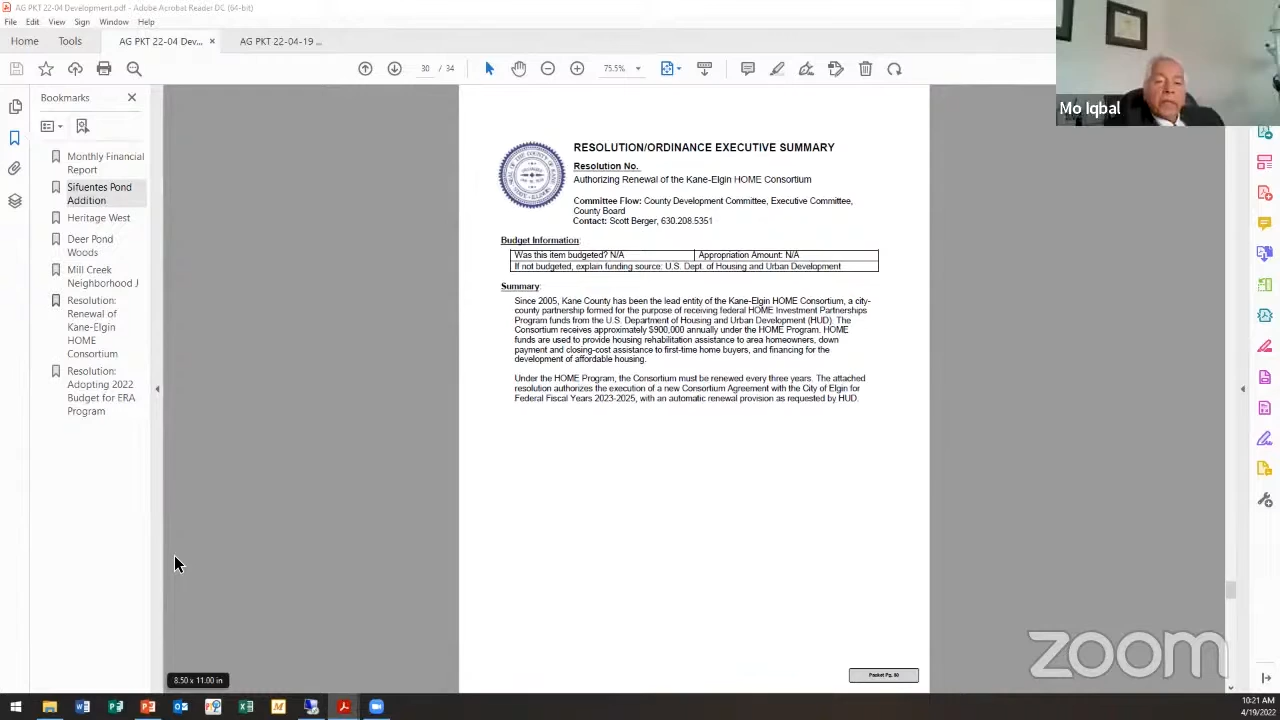 AG PKT 22-04 Development.pdf - Adobe Acrobat Reader DC (64-bit)
File Edit View Sign Window Help
Home Tools AG PKT 22-04 Dev... × AG PKT 22-04-19 ...
30 / 34 75.5%
Mo Iqbal
Bookmarks
Monthly Financial
Report
Sifuentes Pond
Addition
Heritage West
Deer Pond
Woods
Mill Creek
Neighborhood J
Resolution:
Renewal of
Kane-Elgin
HOME
Consortium
Resolution:
Adopting 2022
Budget for ERA
Program
RESOLUTION/ORDINANCE EXECUTIVE SUMMARY
Resolution No.
Authorizing Renewal of the Kane-Elgin HOME Consortium
Committee Flow: County Development Committee, Executive Committee,
County Board
Contact: Scott Berger, 630.208.5351
Budget Information:
Was this item budgeted? N/A Appropriation Amount: N/A
If not budgeted, explain funding source: U.S. Dept. of Housing and Urban Development
Summary:
Since 2005, Kane County has been the lead entity of the Kane-Elgin HOME Consortium, a city-
county partnership formed for the purpose of receiving federal HOME Investment Partnerships
Program funds from the U.S. Department of Housing and Urban Development (HUD). The
Consortium receives approximately $900,000 annually under the HOME Program. HOME
funds are used to provide housing rehabilitation assistance to area homeowners, down
payment and closing-cost assistance to first-time home buyers, and financing for the
development of affordable housing.
Under the HOME Program, the Consortium must be renewed every three years. The attached
resolution authorizes the execution of a new Consortium Agreement with the City of Elgin for
Federal Fiscal Years 2023-2025, with an automatic renewal provision as requested by HUD.
zoom
8.50 x 11.00 in
10:21 AM
4/19/2022